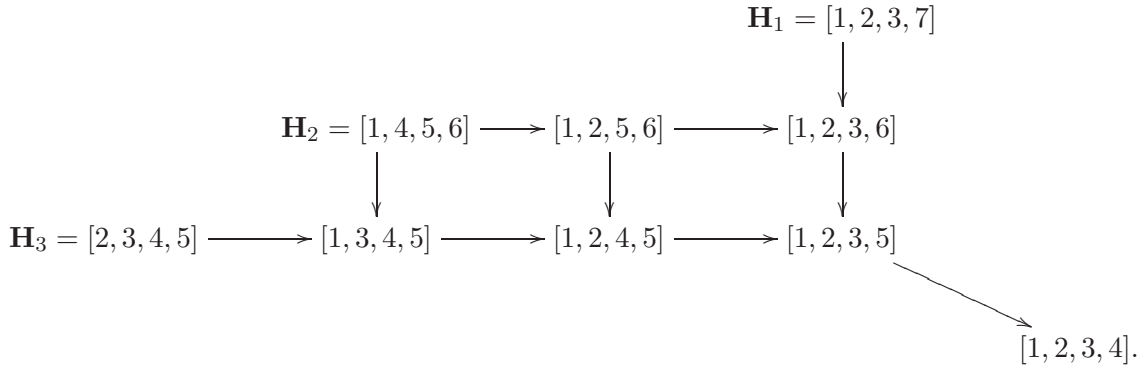 H₁ = [1, 2, 3, 7]
H₂ = [1, 4, 5, 6] [1, 2, 5, 6] [1, 2, 3, 6]
H₃ = [2, 3, 4, 5] [1, 3, 4, 5] [1, 2, 4, 5] [1, 2, 3, 5]
[1, 2, 3, 4].